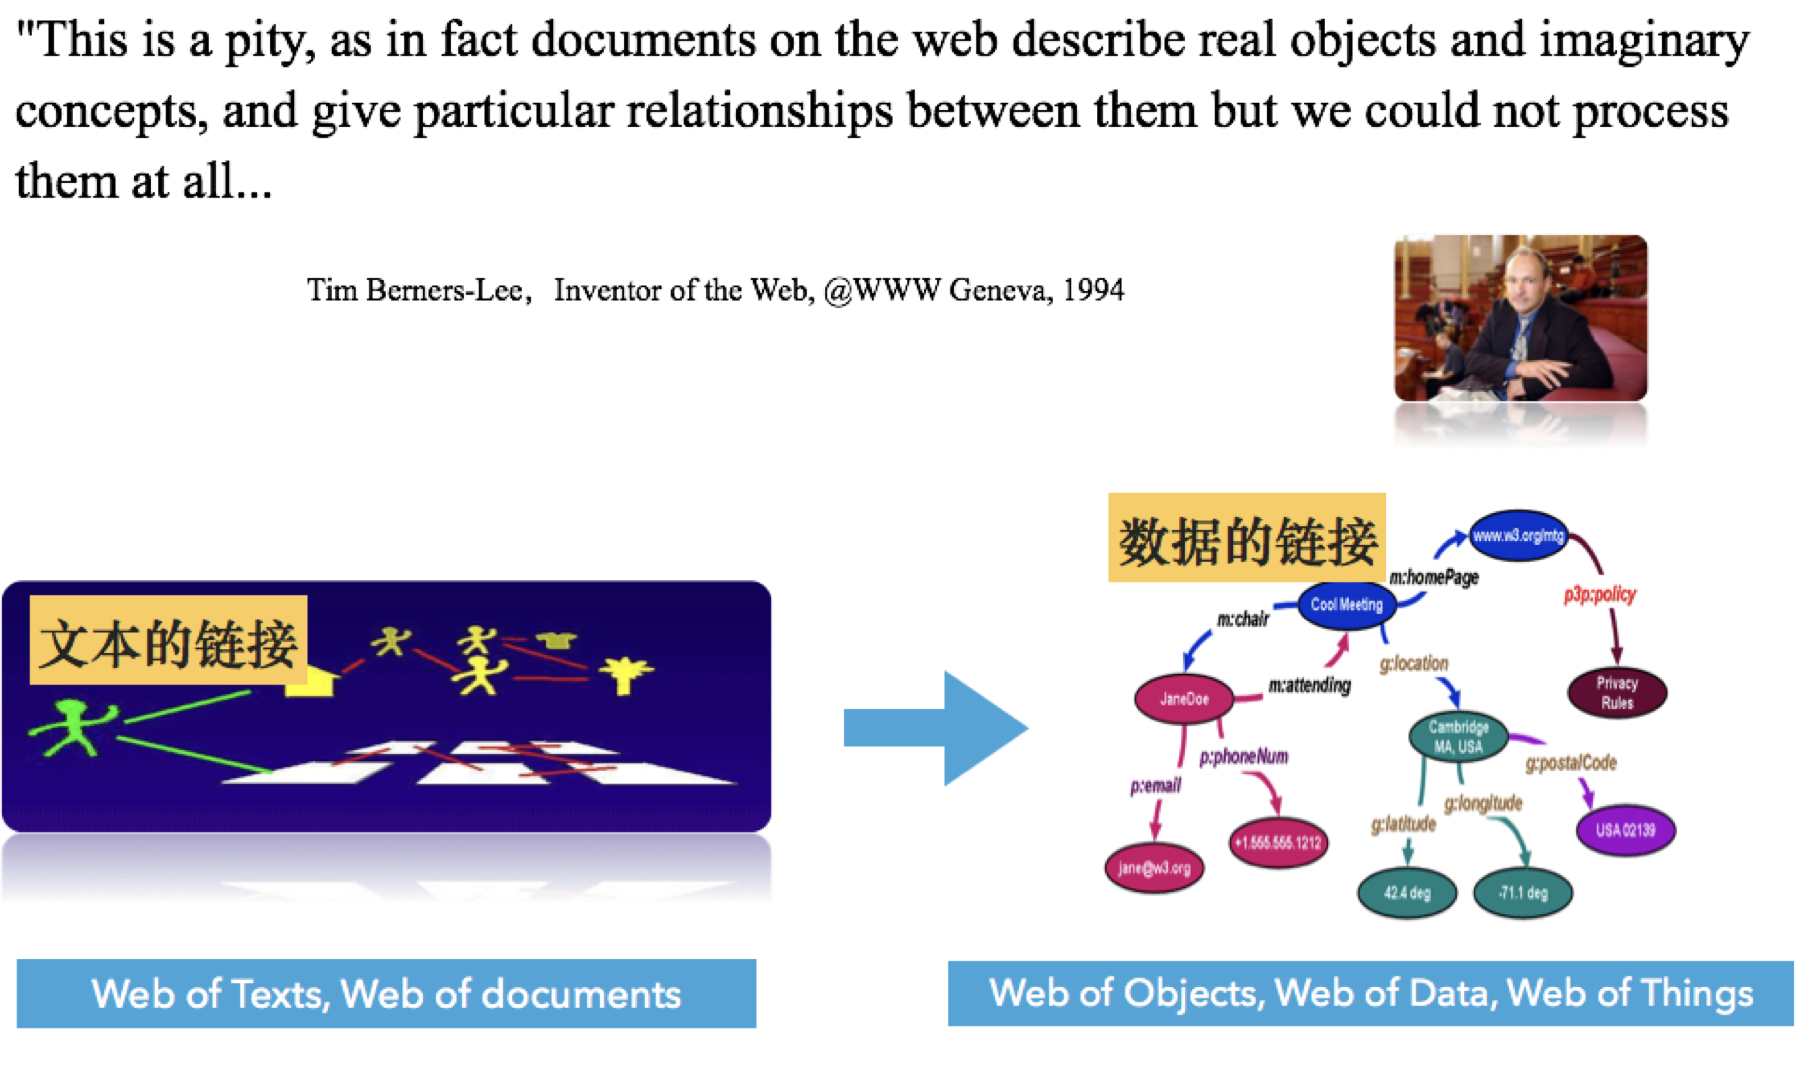 "This is a pity, as in fact documents on the web describe real objects and imaginary
concepts, and give particular relationships between them but we could not process
them at all...
Tim Berners-Lee，Inventor of the Web, @WWW Geneva, 1994
文本的链接
数据的链接
www.w3.org/mtg
m:homePage
Cool Meeting
p3p:policy
m:chair
g:location
Privacy
Rules
JaneDoe
m:attending
Cambridge
MA, USA
p:phoneNum
g:postalCode
p:email
g:longitude
g:latitude
USA 02139
+1.555.555.1212
jane@w3.org
42.4 deg
-71.1 deg
Web of Texts, Web of documents
Web of Objects, Web of Data, Web of Things